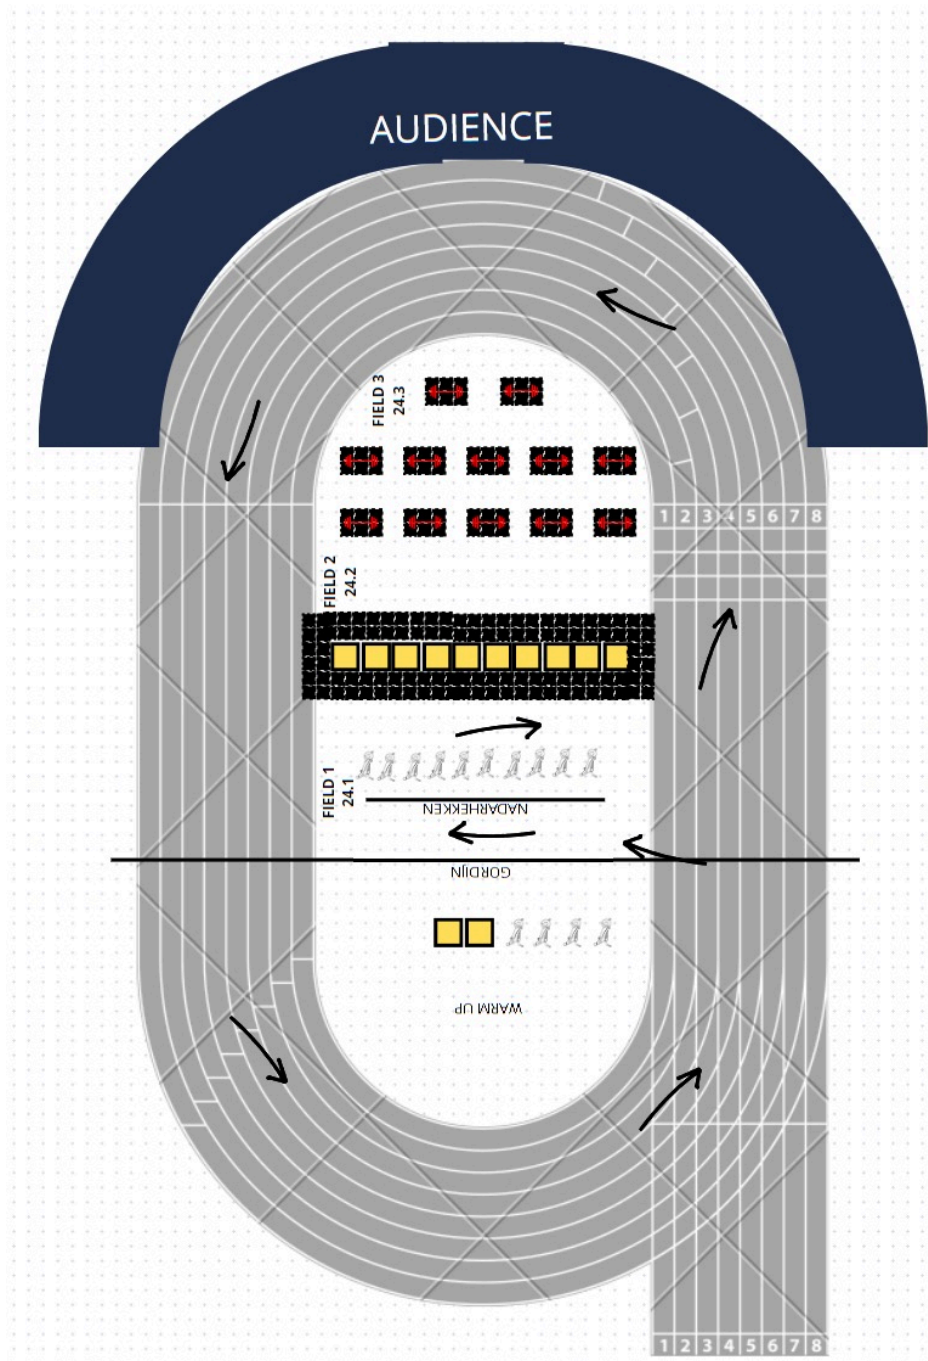 AUDIENCE
FIELD 3
24.3
1 2 3 4 5 6 7 8
FIELD 2
24.2
FIELD 1
24.1
NADARHEKKEN
GORDIJN
WARM UP
1 2 3 4 5 6 7 8